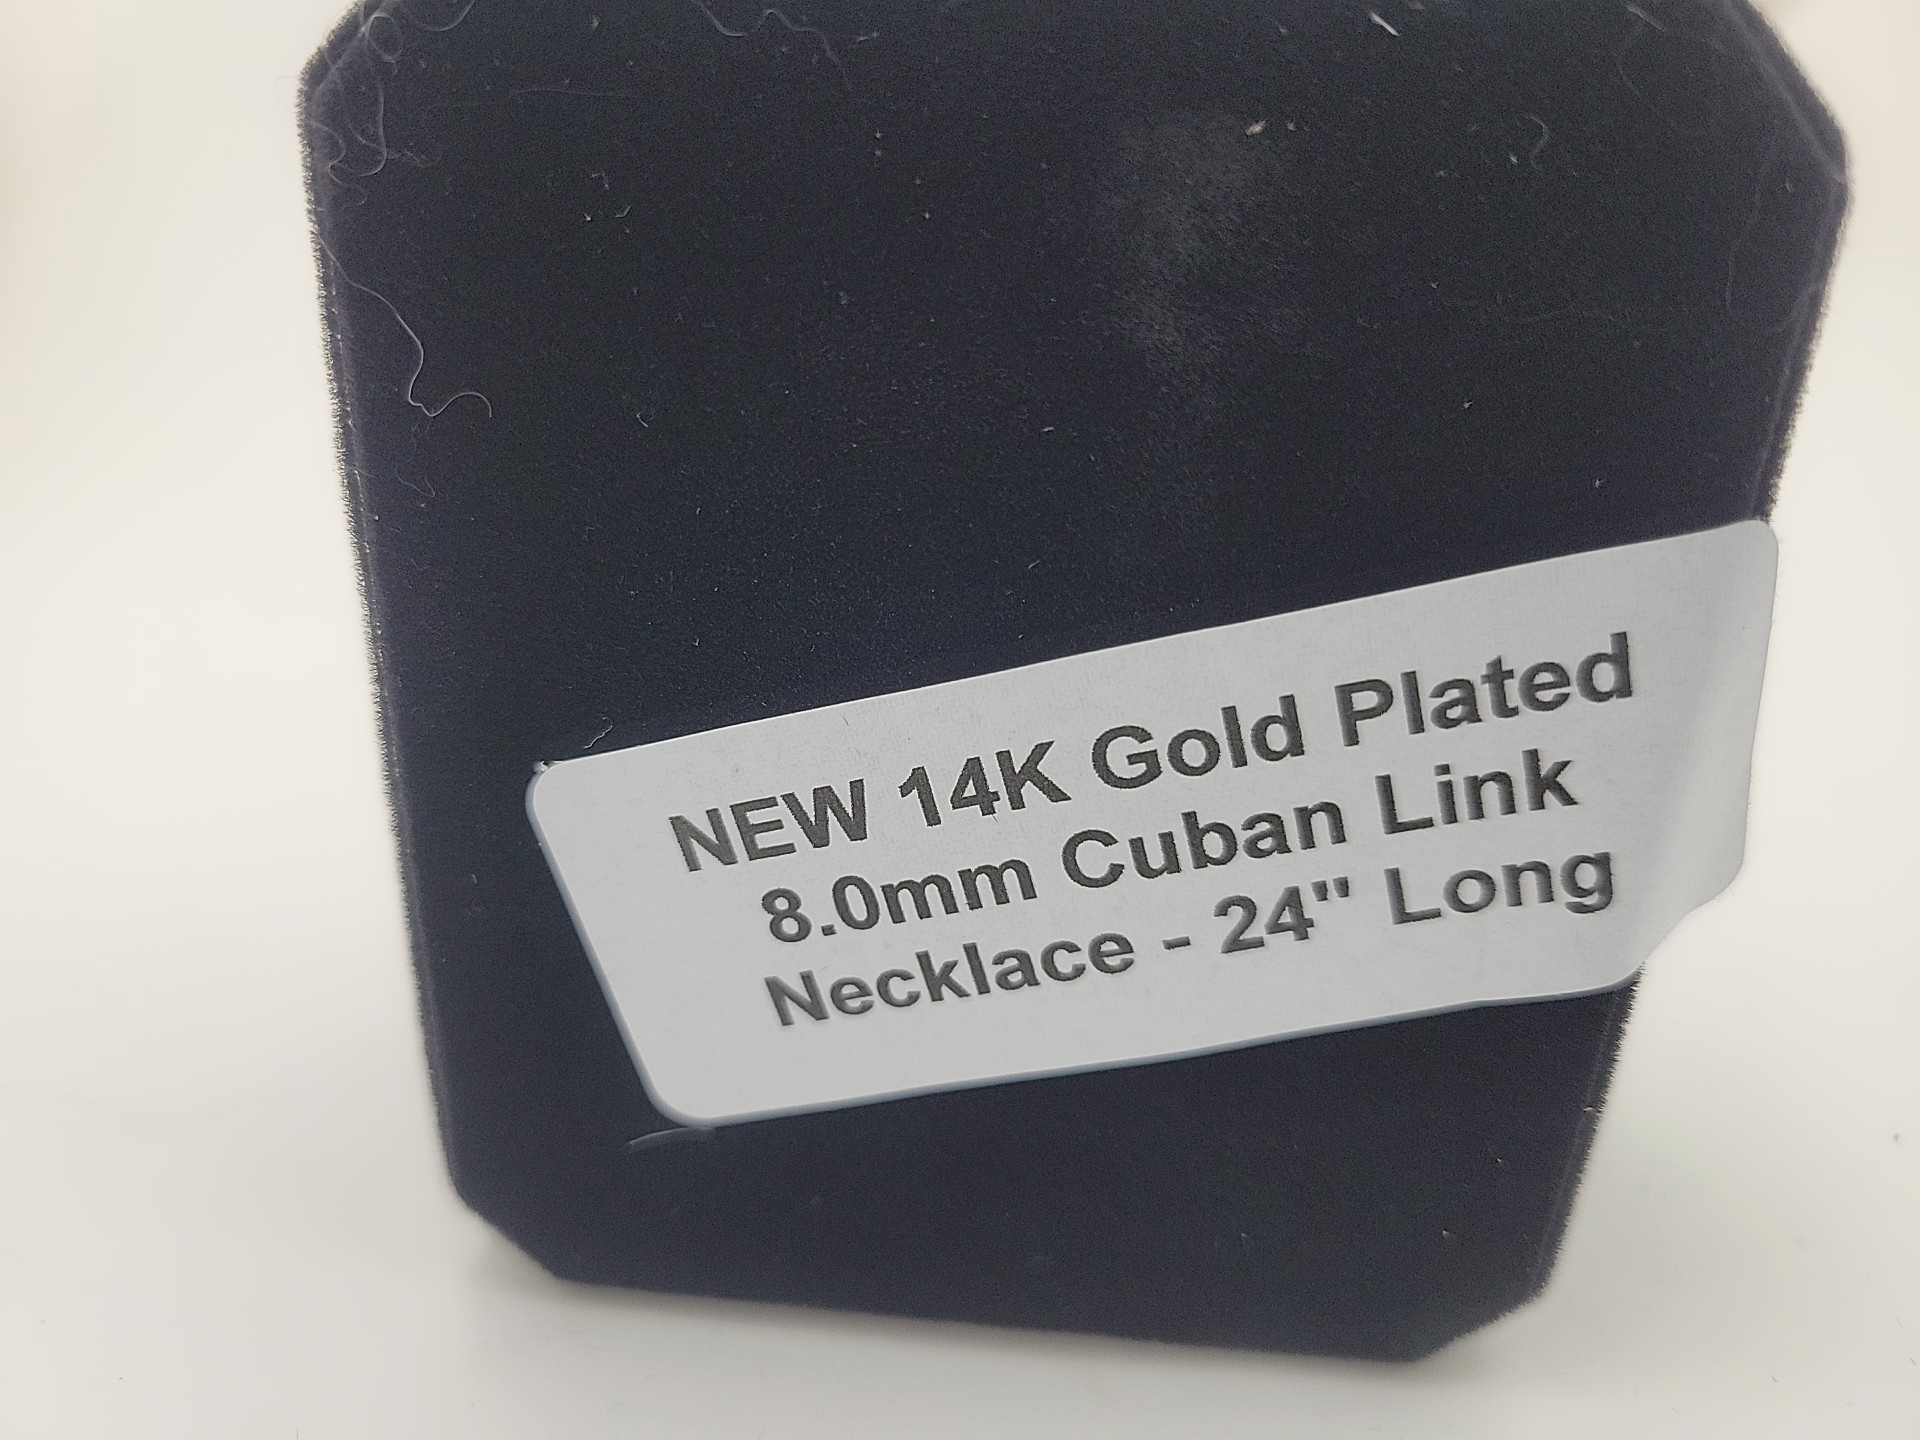 NEW 14K Gold Plated
8.0mm Cuban Link
Necklace - 24" Long